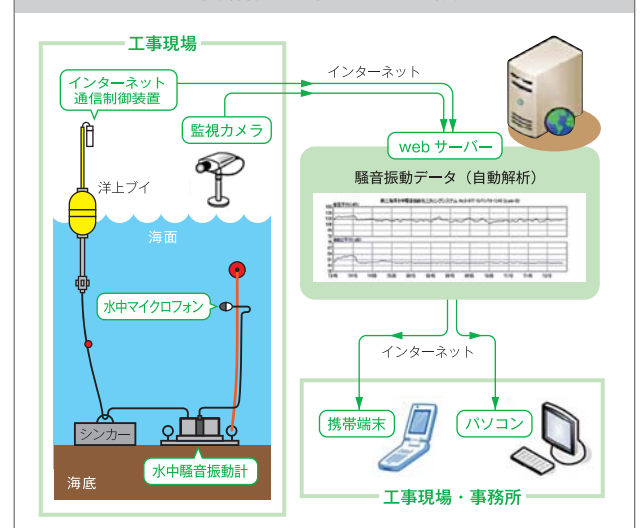 工事現場
インターネット
通信制御装置
インターネット
監視カメラ
web サーバー
洋上ブイ
騒音振動データ（自動解析）
海面
水中マイクロフォン
インターネット
シンカー
携帯端末
パソコン
水中騒音振動計
海底
工事現場・事務所